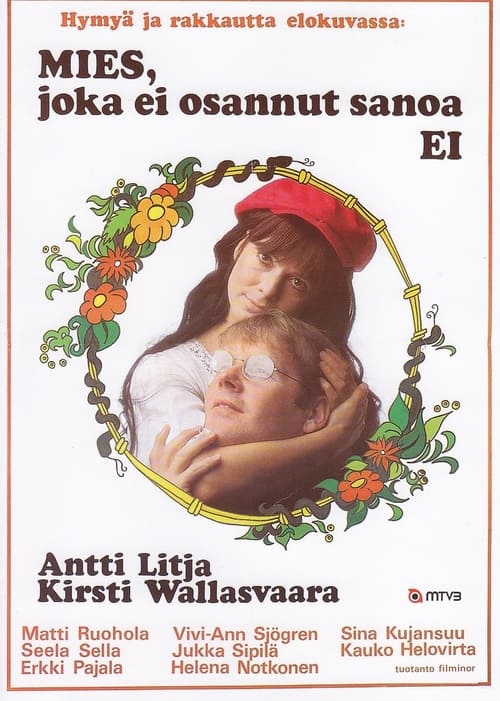 Hymyä ja rakkautta elokuvassa:
MIES,
joka ei osannut sanoa
EI
Antti Litja
Kirsti Wallasvaara
MTV3
Matti Ruohola Vivi-Ann Sjögren Sina Kujansuu
Seela Sella Jukka Sipilä Kauko Helovirta
Erkki Pajala Helena Notkonen tuotanto filminor